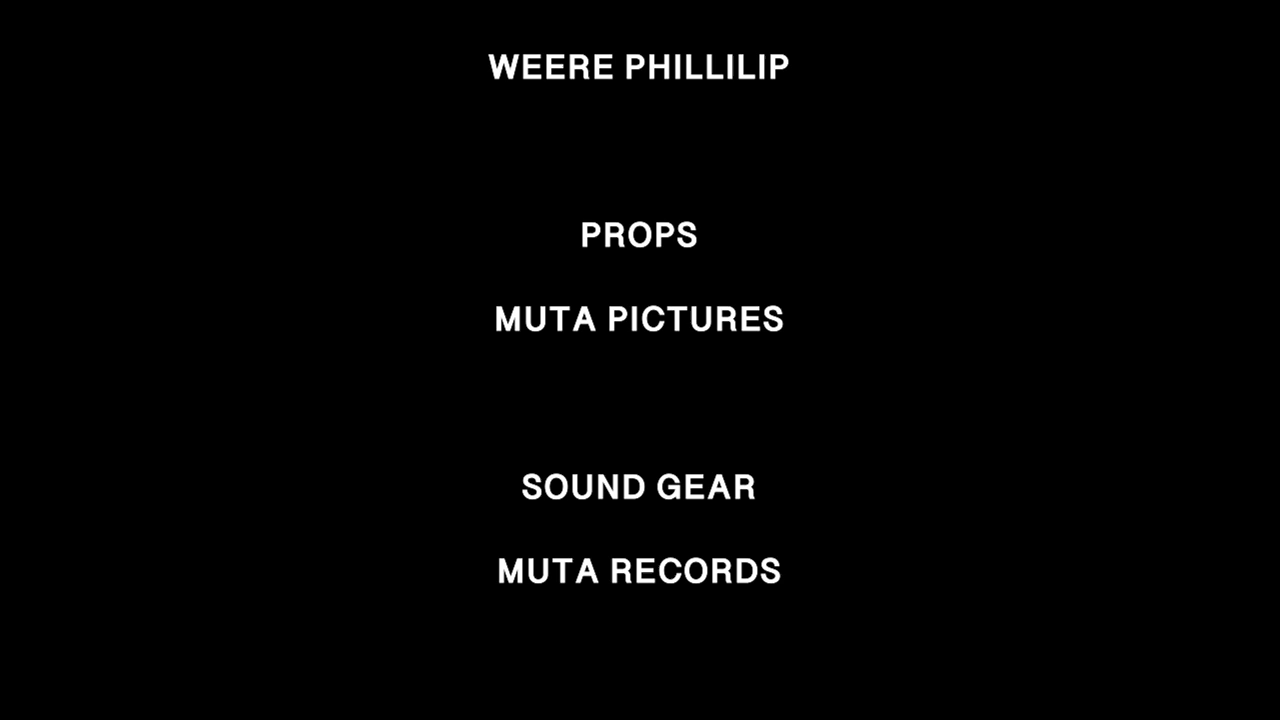 WEERE PHILLILIP
PROPS
MUTA PICTURES
SOUND GEAR
MUTA RECORDS